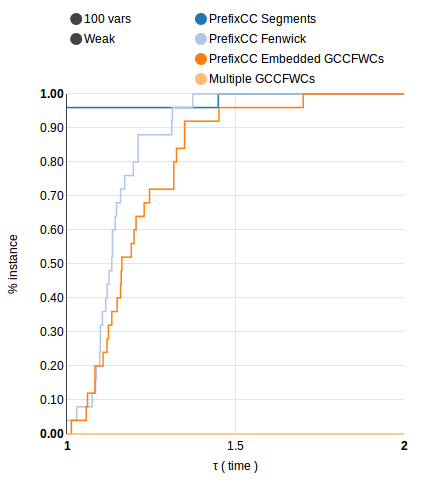 100 vars
Weak
PrefixCC Segments
PrefixCC Fenwick
PrefixCC Embedded GCCFWCs
Multiple GCCFWCs
1.00
0.90
0.80
0.70
0.60
0.50
0.40
0.30
0.20
0.10
0.00
% instance
1
1.5
2
τ ( time )